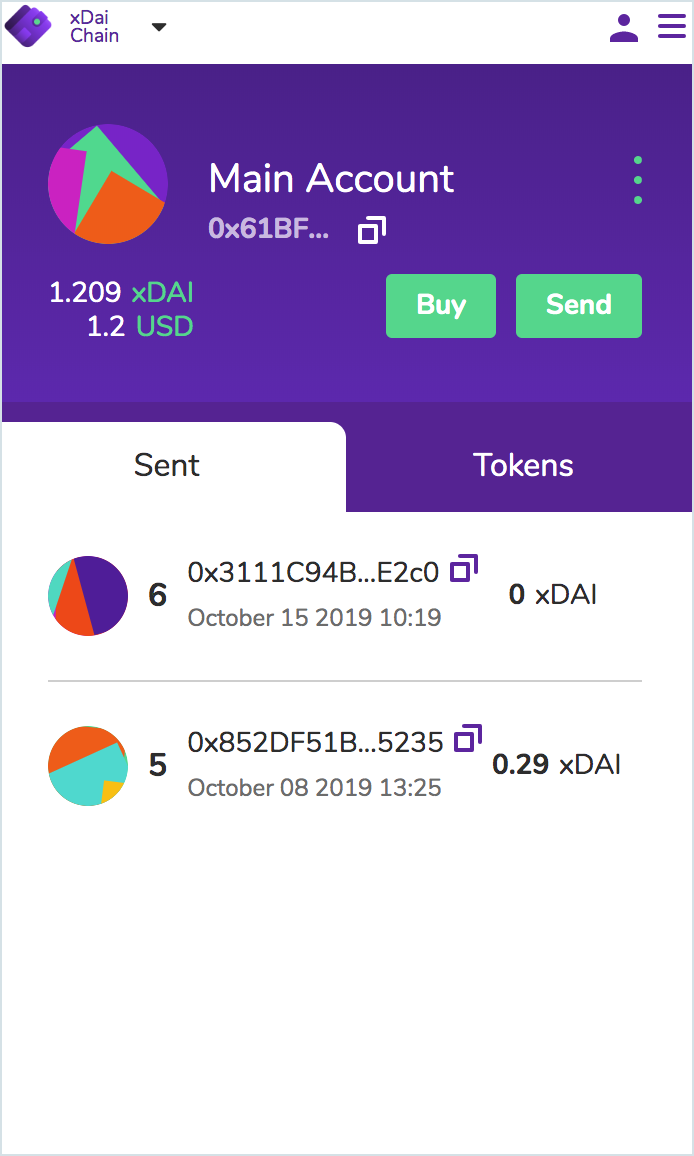 xDai
Chain
Main Account
0x61BF...
1.209 xDAI
1.2 USD
Buy
Send
Sent
Tokens
6
0x3111C94B...E2c0
October 15 2019 10:19
0 xDAI
5
0x852DF51B...5235
October 08 2019 13:25
0.29 xDAI